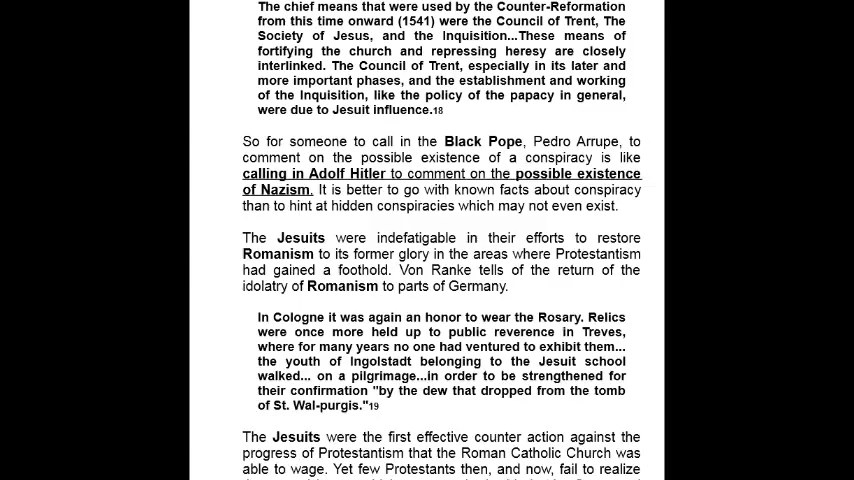 The chief means that were used by the Counter-Reformation
from this time onward (1541) were the Council of Trent, The
Society of Jesus, and the Inquisition...These means of
fortifying the church and repressing heresy are closely
interlinked. The Council of Trent, especially in its later and
more important phases, and the establishment and working
of the Inquisition, like the policy of the papacy in general,
were due to Jesuit influence.18
So for someone to call in the Black Pope, Pedro Arrupe, to
comment on the possible existence of a conspiracy is like
calling in Adolf Hitler to comment on the possible existence
of Nazism. It is better to go with known facts about conspiracy
than to hint at hidden conspiracies which may not even exist.
The Jesuits were indefatigable in their efforts to restore
Romanism to its former glory in the areas where Protestantism
had gained a foothold. Von Ranke tells of the return of the
idolatry of Romanism to parts of Germany.
In Cologne it was again an honor to wear the Rosary. Relics
were once more held up to public reverence in Treves,
where for many years no one had ventured to exhibit them...
the youth of Ingolstadt belonging to the Jesuit school
walked... on a pilgrimage...in order to be strengthened for
their confirmation "by the dew that dropped from the tomb
of St. Wal-purgis."19
The Jesuits were the first effective counter action against the
progress of Protestantism that the Roman Catholic Church was
able to wage. Yet few Protestants then, and now, fail to realize